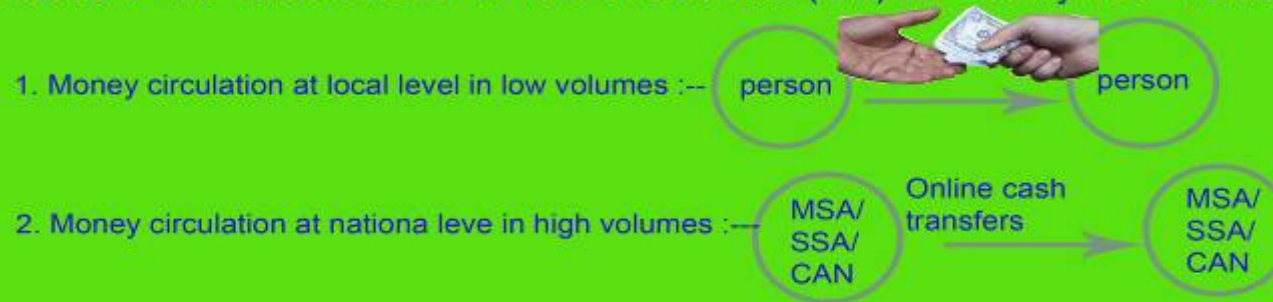 1. Money circulation at local level in low volumes :--
person
person
2. Money circulation at nationa leve in high volumes :---
MSA/
SSA/
CAN
Online cash
transfers
MSA/
SSA/
CAN